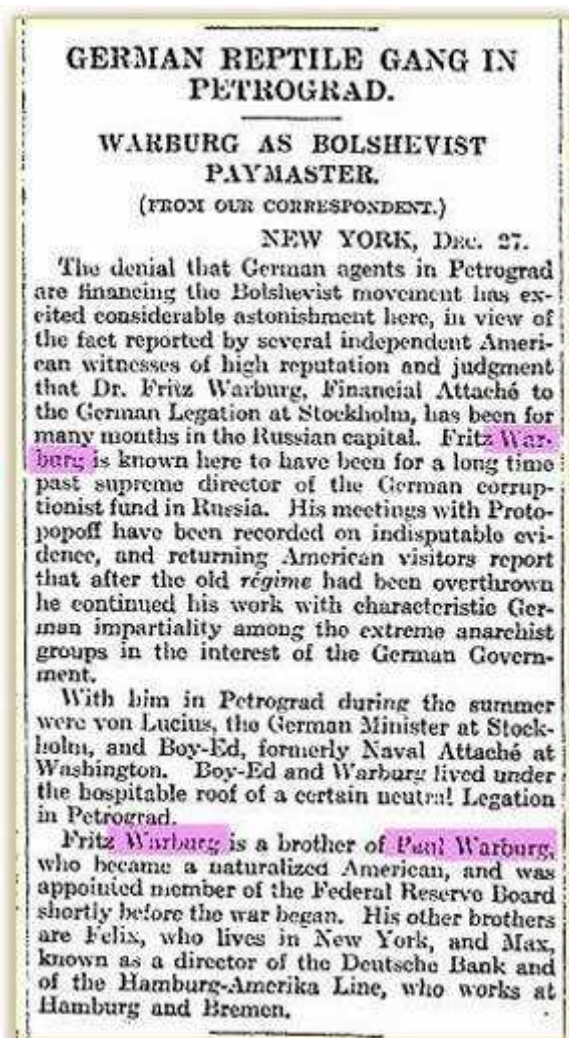 GERMAN REPTILE GANG IN
PETROGRAD.
WARBURG AS BOLSHEVIST
PAYMASTER.
(FROM OUR CORRESPONDENT.)
NEW YORK, DEC. 27.
The denial that German agents in Petrograd
are financing the Bolshevist movement has ex-
cited considerable astonishment here, in view of
the fact reported by several independent Ameri-
can witnesses of high reputation and judgment
that Dr. Fritz Warburg, Financial Attaché to
the German Legation at Stockholm, has been for
many months in the Russian capital. Fritz War-
burg is known here to have been for a long time
past supreme director of the German corrup-
tionist fund in Russia. His meetings with Proto-
popoff have been recorded on indisputable evi-
dence, and returning American visitors report
that after the old régime had been overthrown
he continued his work with characteristic Ger-
man impartiality among the extreme anarchist
groups in the interest of the German Govern-
ment.
With him in Petrograd during the summer
were von Lucius, the German Minister at Stock-
holm, and Boy-Ed, formerly Naval Attaché at
Washington. Boy-Ed and Warburg lived under
the hospitable roof of a certain neutral Legation
in Petrograd.
Fritz Warburg is a brother of Paul Warburg,
who became a naturalized American, and was
appointed member of the Federal Reserve Board
shortly before the war began. His other brothers
are Felix, who lives in New York, and Max,
known as a director of the Deutsche Bank and
of the Hamburg-Amerika Line, who works at
Hamburg and Bremen.